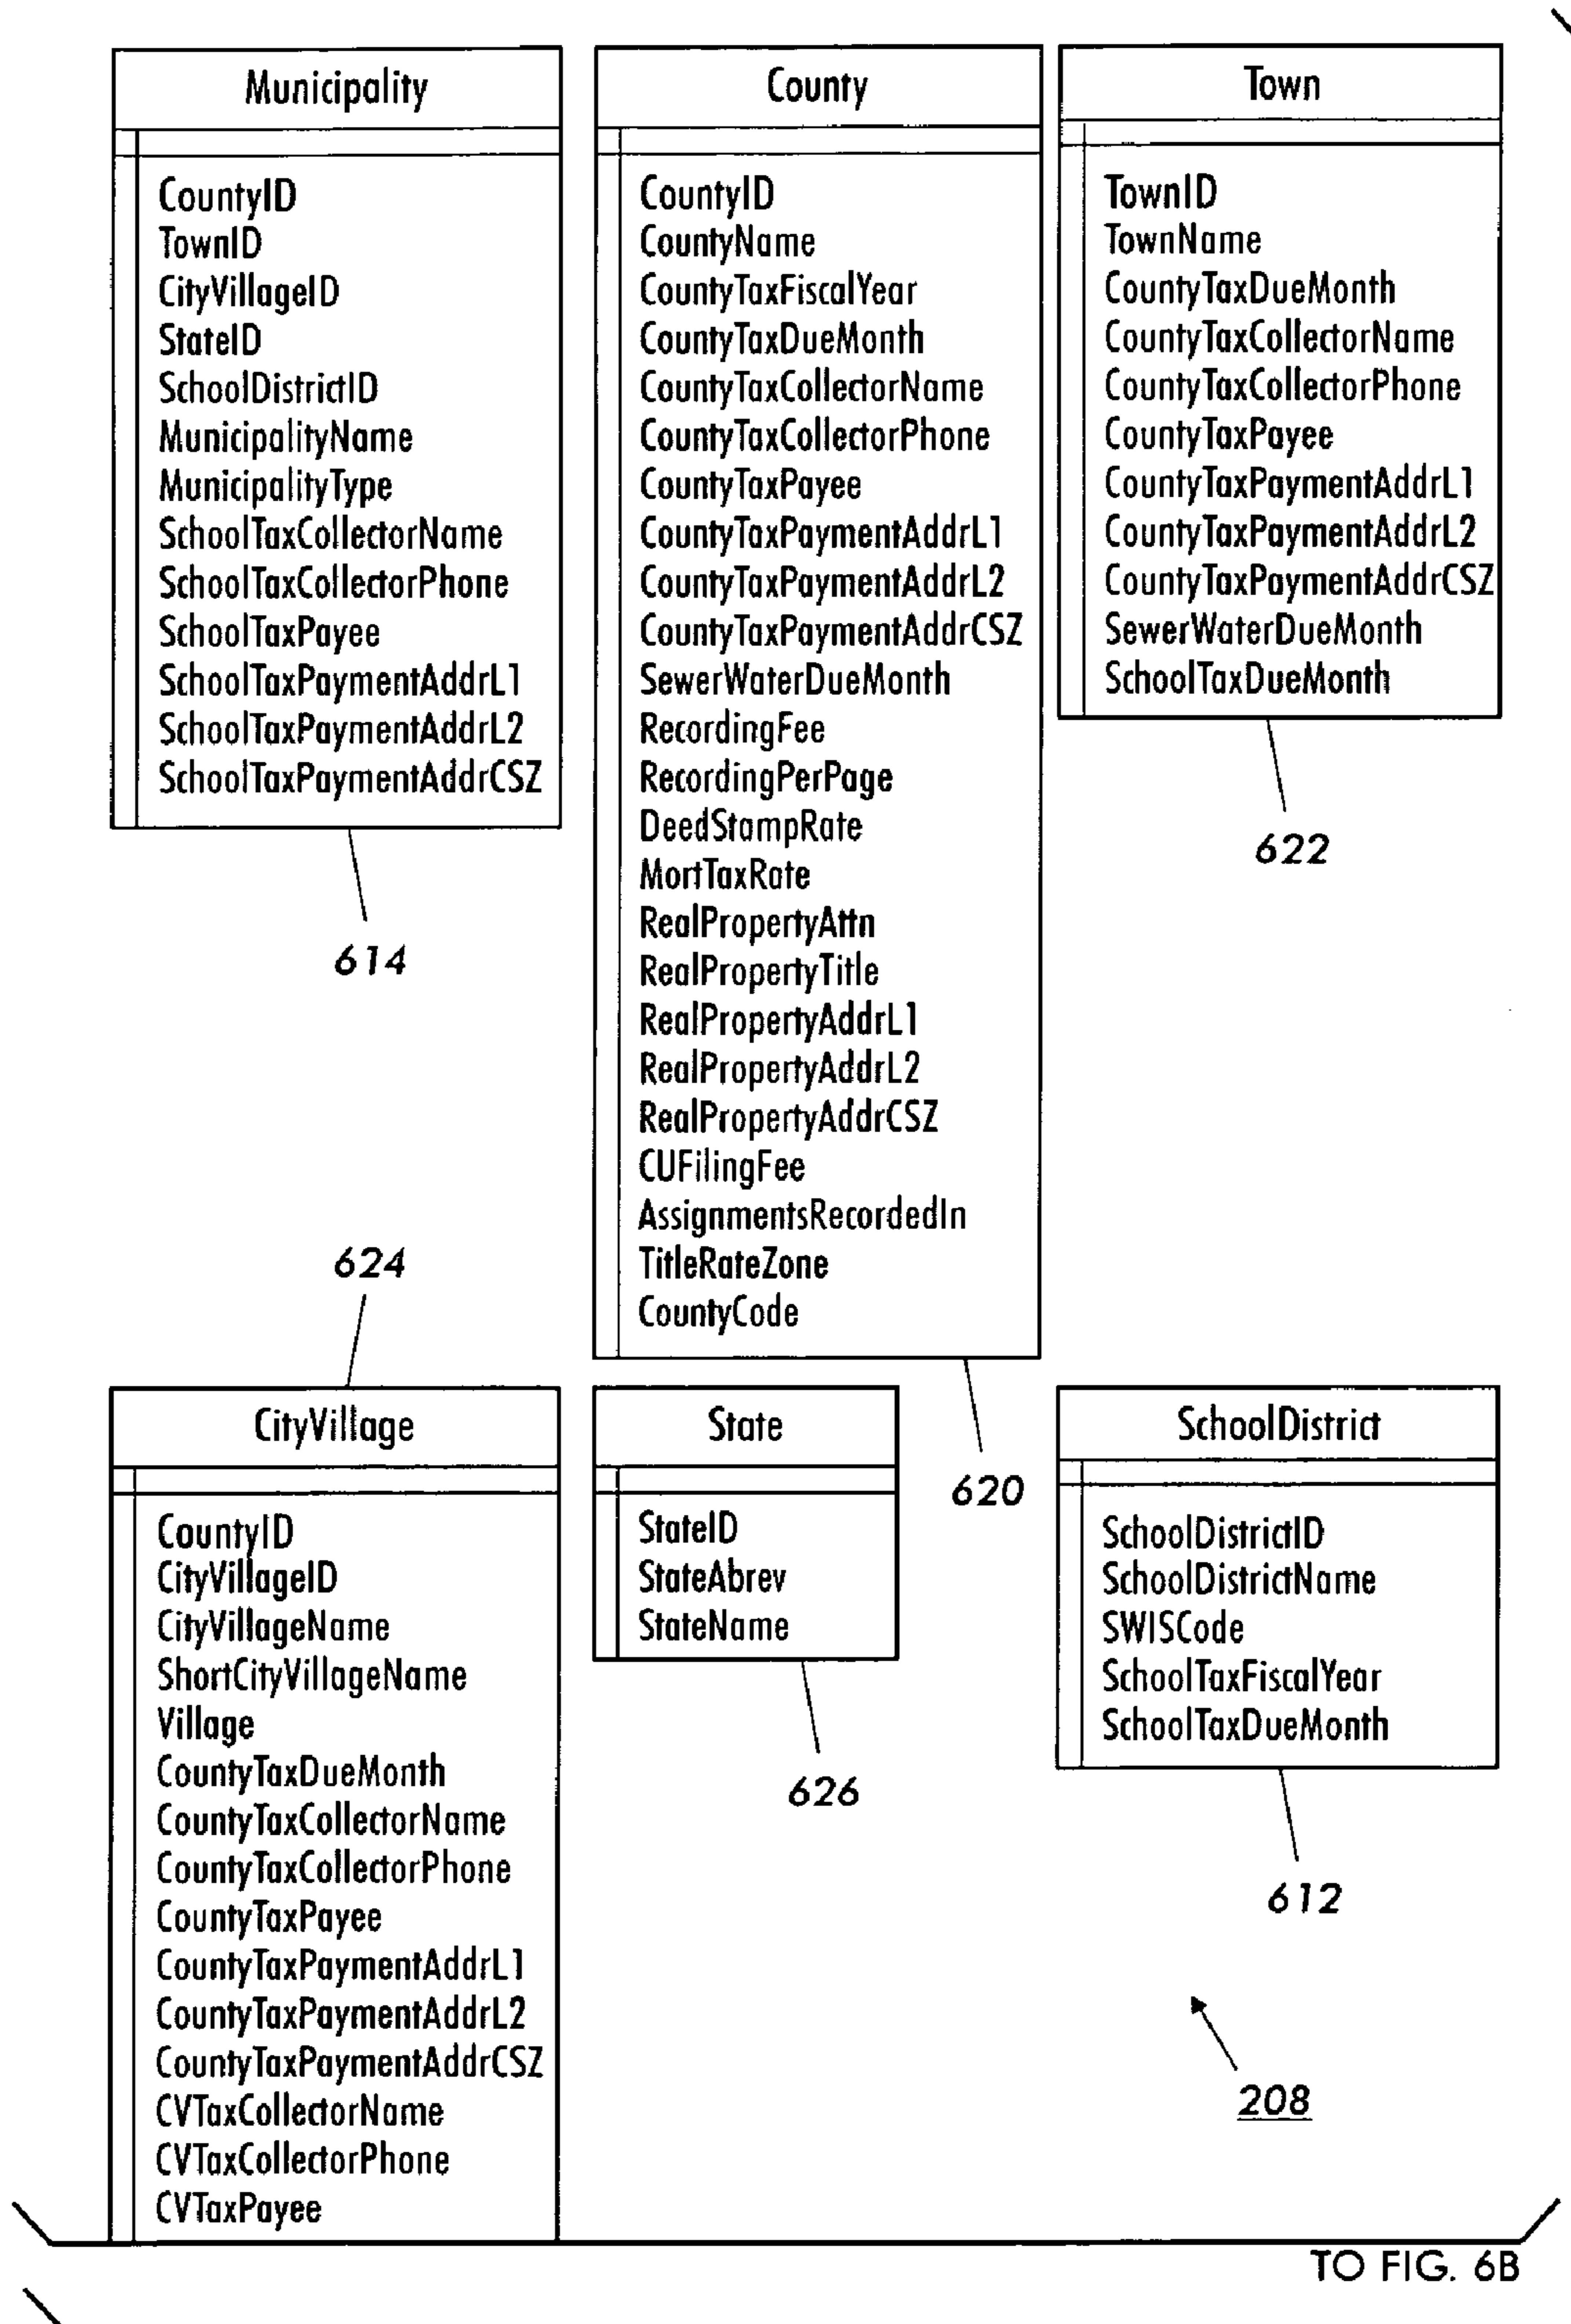 Municipality
CountyID
TownID
CityVillageID
StateID
SchoolDistrictID
MunicipalityName
MunicipalityType
SchoolTaxCollectorName
SchoolTaxCollectorPhone
SchoolTaxPayee
SchoolTaxPaymentAddrL1
SchoolTaxPaymentAddrL2
SchoolTaxPaymentAddrCSZ
614
County
CountyID
CountyName
CountyTaxFiscalYear
CountyTaxDueMonth
CountyTaxCollectorName
CountyTaxCollectorPhone
CountyTaxPayee
CountyTaxPaymentAddrL1
CountyTaxPaymentAddrL2
CountyTaxPaymentAddrCSZ
SewerWaterDueMonth
RecordingFee
RecordingPerPage
DeedStampRate
MortTaxRate
RealPropertyAttn
RealPropertyTitle
RealPropertyAddrL1
RealPropertyAddrL2
RealPropertyAddrCSZ
CUFilingFee
AssignmentsRecordedIn
TitleRateZone
CountyCode
620
Town
TownID
TownName
CountyTaxDueMonth
CountyTaxCollectorName
CountyTaxCollectorPhone
CountyTaxPayee
CountyTaxPaymentAddrL1
CountyTaxPaymentAddrL2
CountyTaxPaymentAddrCSZ
SewerWaterDueMonth
SchoolTaxDueMonth
622
624
CityVillage
CountyID
CityVillageID
CityVillageName
ShortCityVillageName
Village
CountyTaxDueMonth
CountyTaxCollectorName
CountyTaxCollectorPhone
CountyTaxPayee
CountyTaxPaymentAddrL1
CountyTaxPaymentAddrL2
CountyTaxPaymentAddrCSZ
CVTaxCollectorName
CVTaxCollectorPhone
CVTaxPayee
State
StateID
StateAbrev
StateName
626
SchoolDistrict
SchoolDistrictID
SchoolDistrictName
SWISCode
SchoolTaxFiscalYear
SchoolTaxDueMonth
612
208
TO FIG. 6B